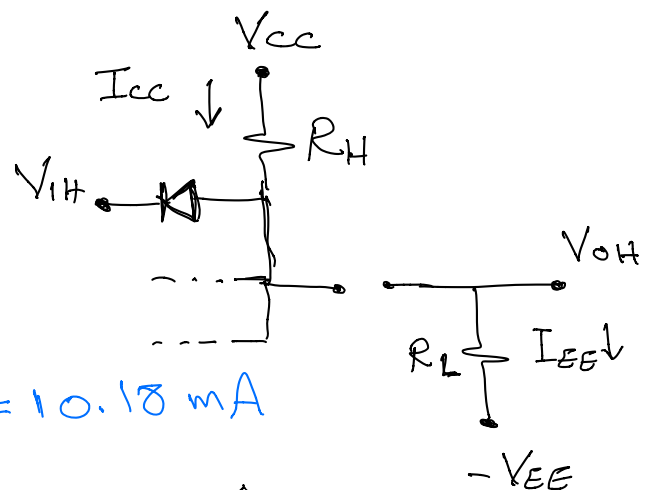 VCC
ICC ↓
RH
VIH
VOH
RL
IEE↓
= 10.18 mA
-VEE